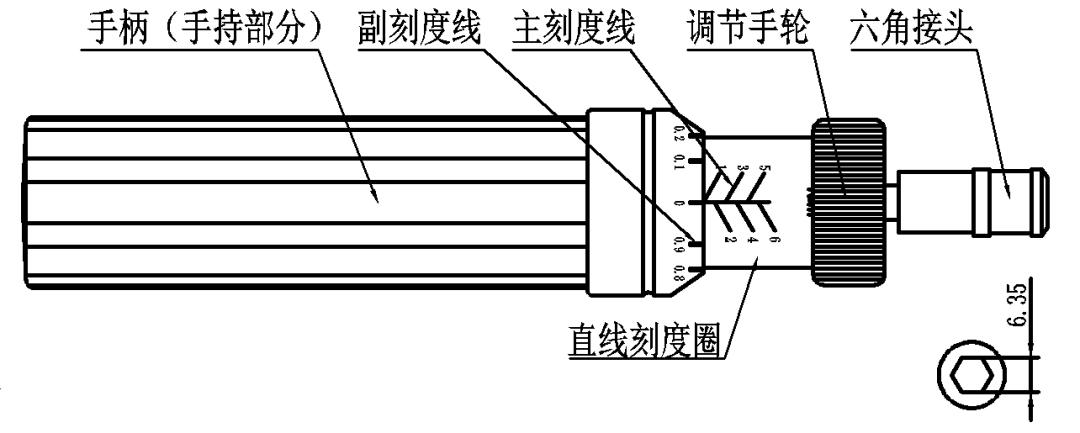 手柄（手持部分）
副刻度线
主刻度线
调节手轮
六角接头
0.2
0.1
0
0.9
0.8
1 3 5
2 4 6
直线刻度圈
6.35